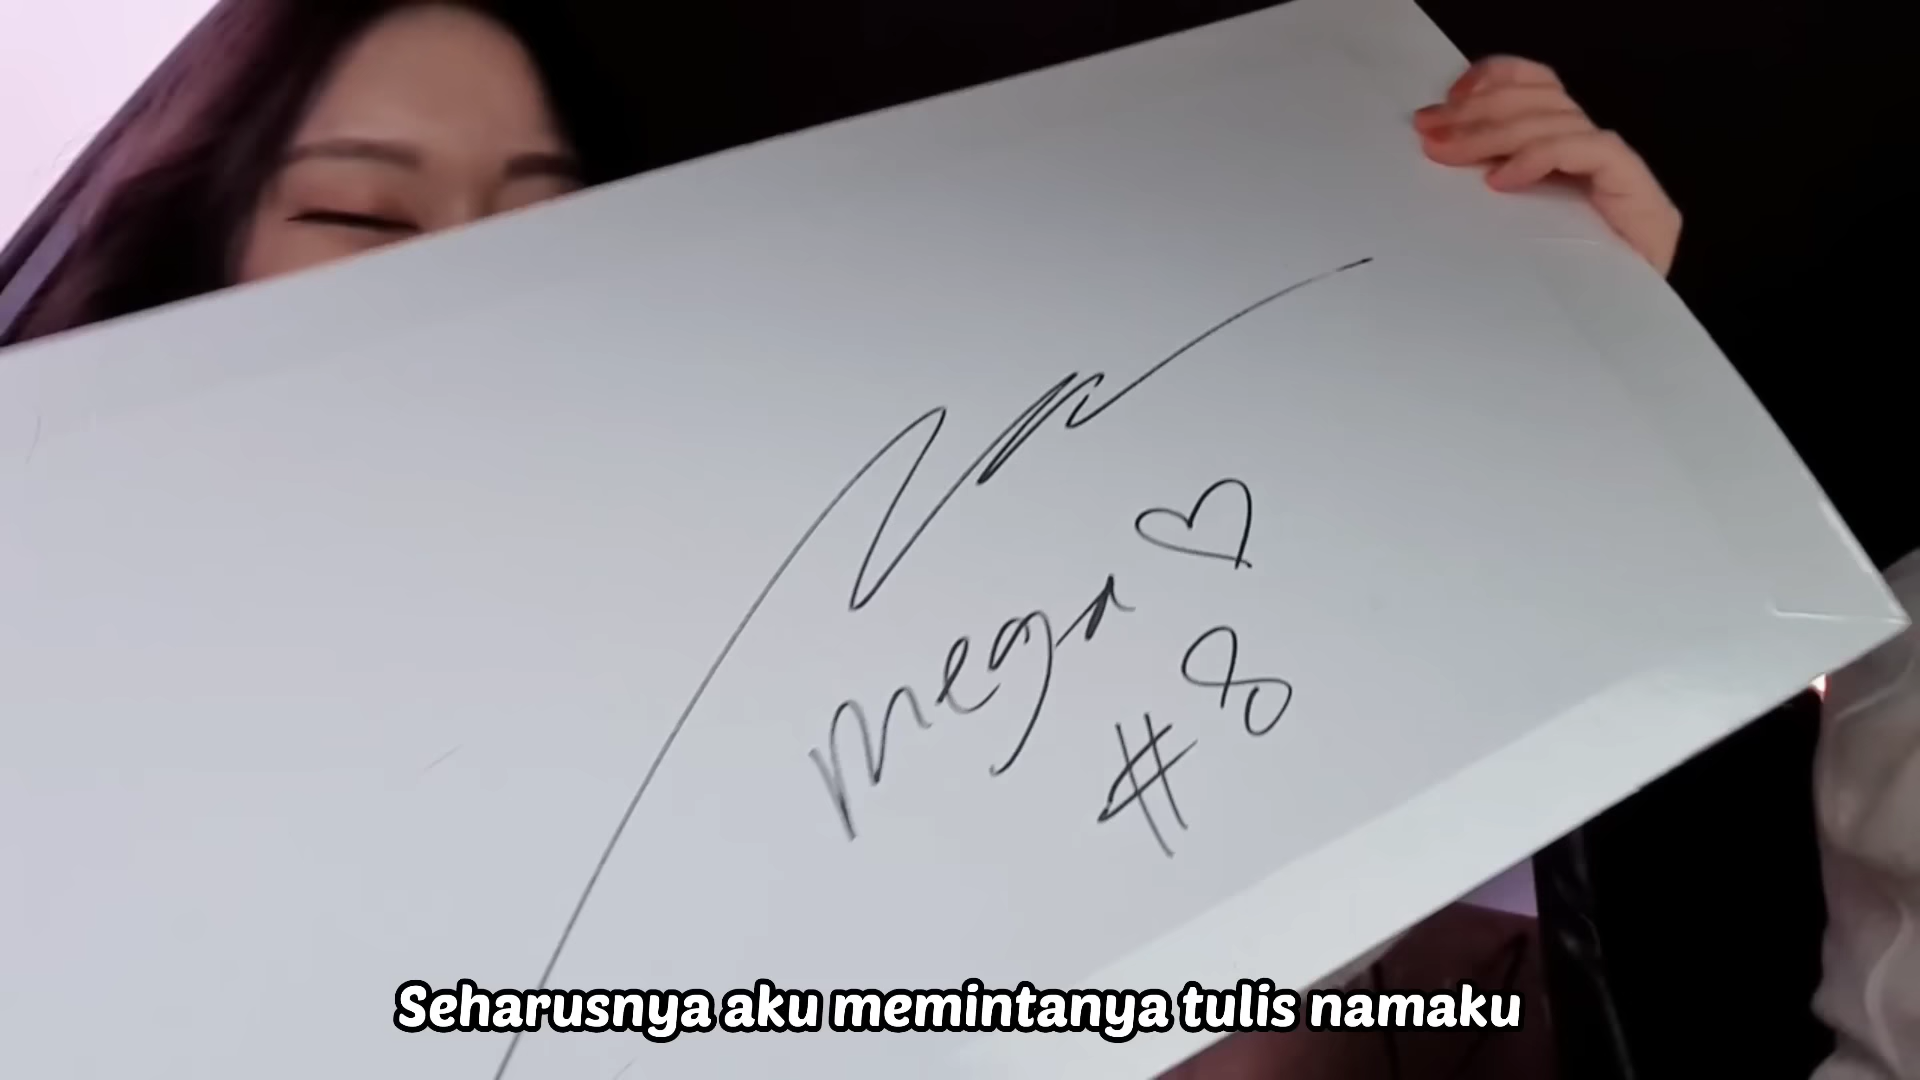 mega ♡
#8
Seharusnya aku memintanya tulis namaku